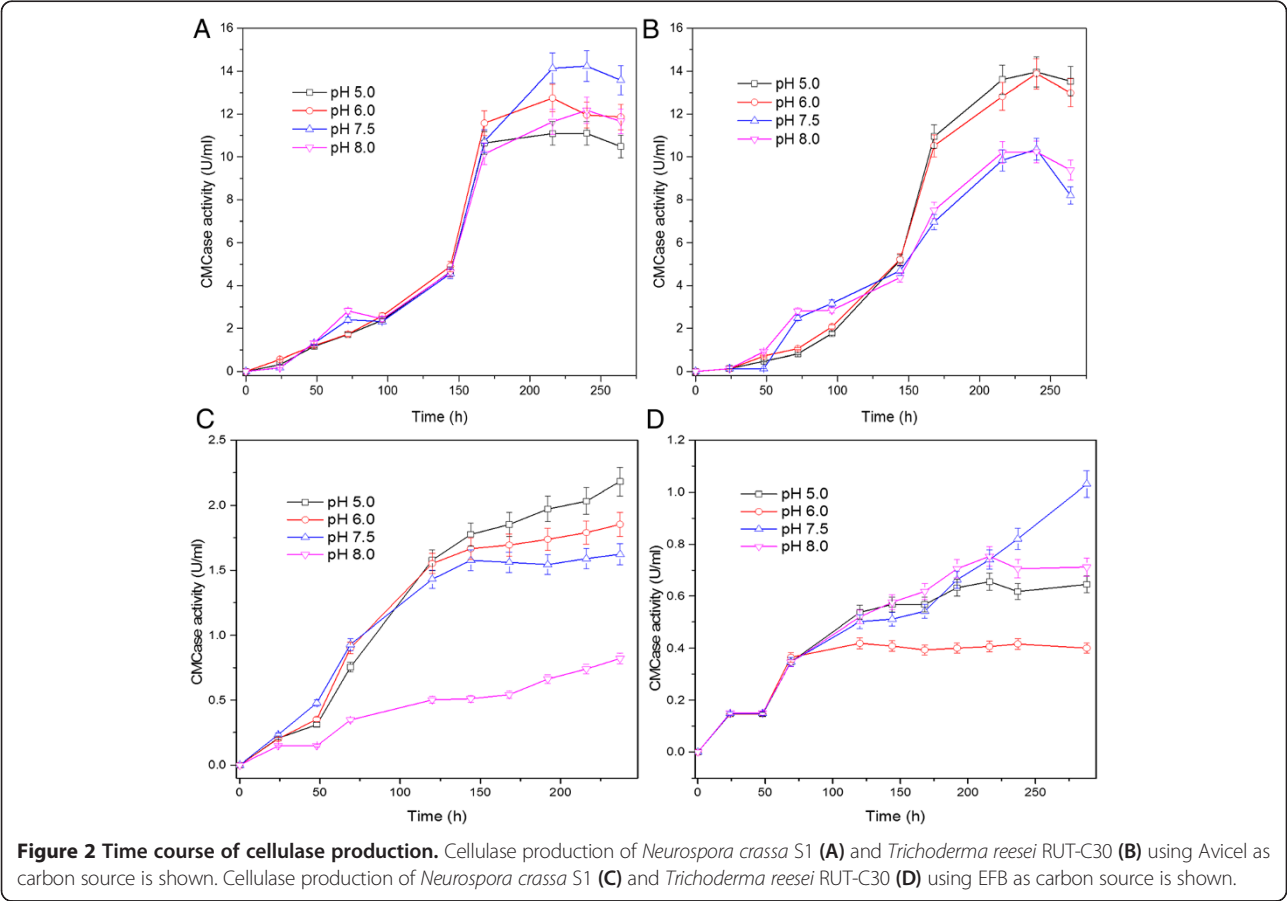 A
16
14
12
10
8
6
4
2
0
CMCase activity (U/ml)
pH 5.0
pH 6.0
pH 7.5
pH 8.0
0 50 100 150 200 250
Time (h)
B
16
14
12
10
8
6
4
2
0
CMCase activity (U/ml)
pH 5.0
pH 6.0
pH 7.5
pH 8.0
0 50 100 150 200 250
Time (h)
C
2.5
2.0
1.5
1.0
0.5
0.0
CMCase activity (U/ml)
pH 5.0
pH 6.0
pH 7.5
pH 8.0
0 50 100 150 200
Time (h)
D
1.2
1.0
0.8
0.6
0.4
0.2
0.0
CMCase activity (U/ml)
pH 5.0
pH 6.0
pH 7.5
pH 8.0
0 50 100 150 200 250
Time (h)
Figure 2 Time course of cellulase production. Cellulase production of Neurospora crassa S1 (A) and Trichoderma reesei RUT-C30 (B) using Avicel as
carbon source is shown. Cellulase production of Neurospora crassa S1 (C) and Trichoderma reesei RUT-C30 (D) using EFB as carbon source is shown.